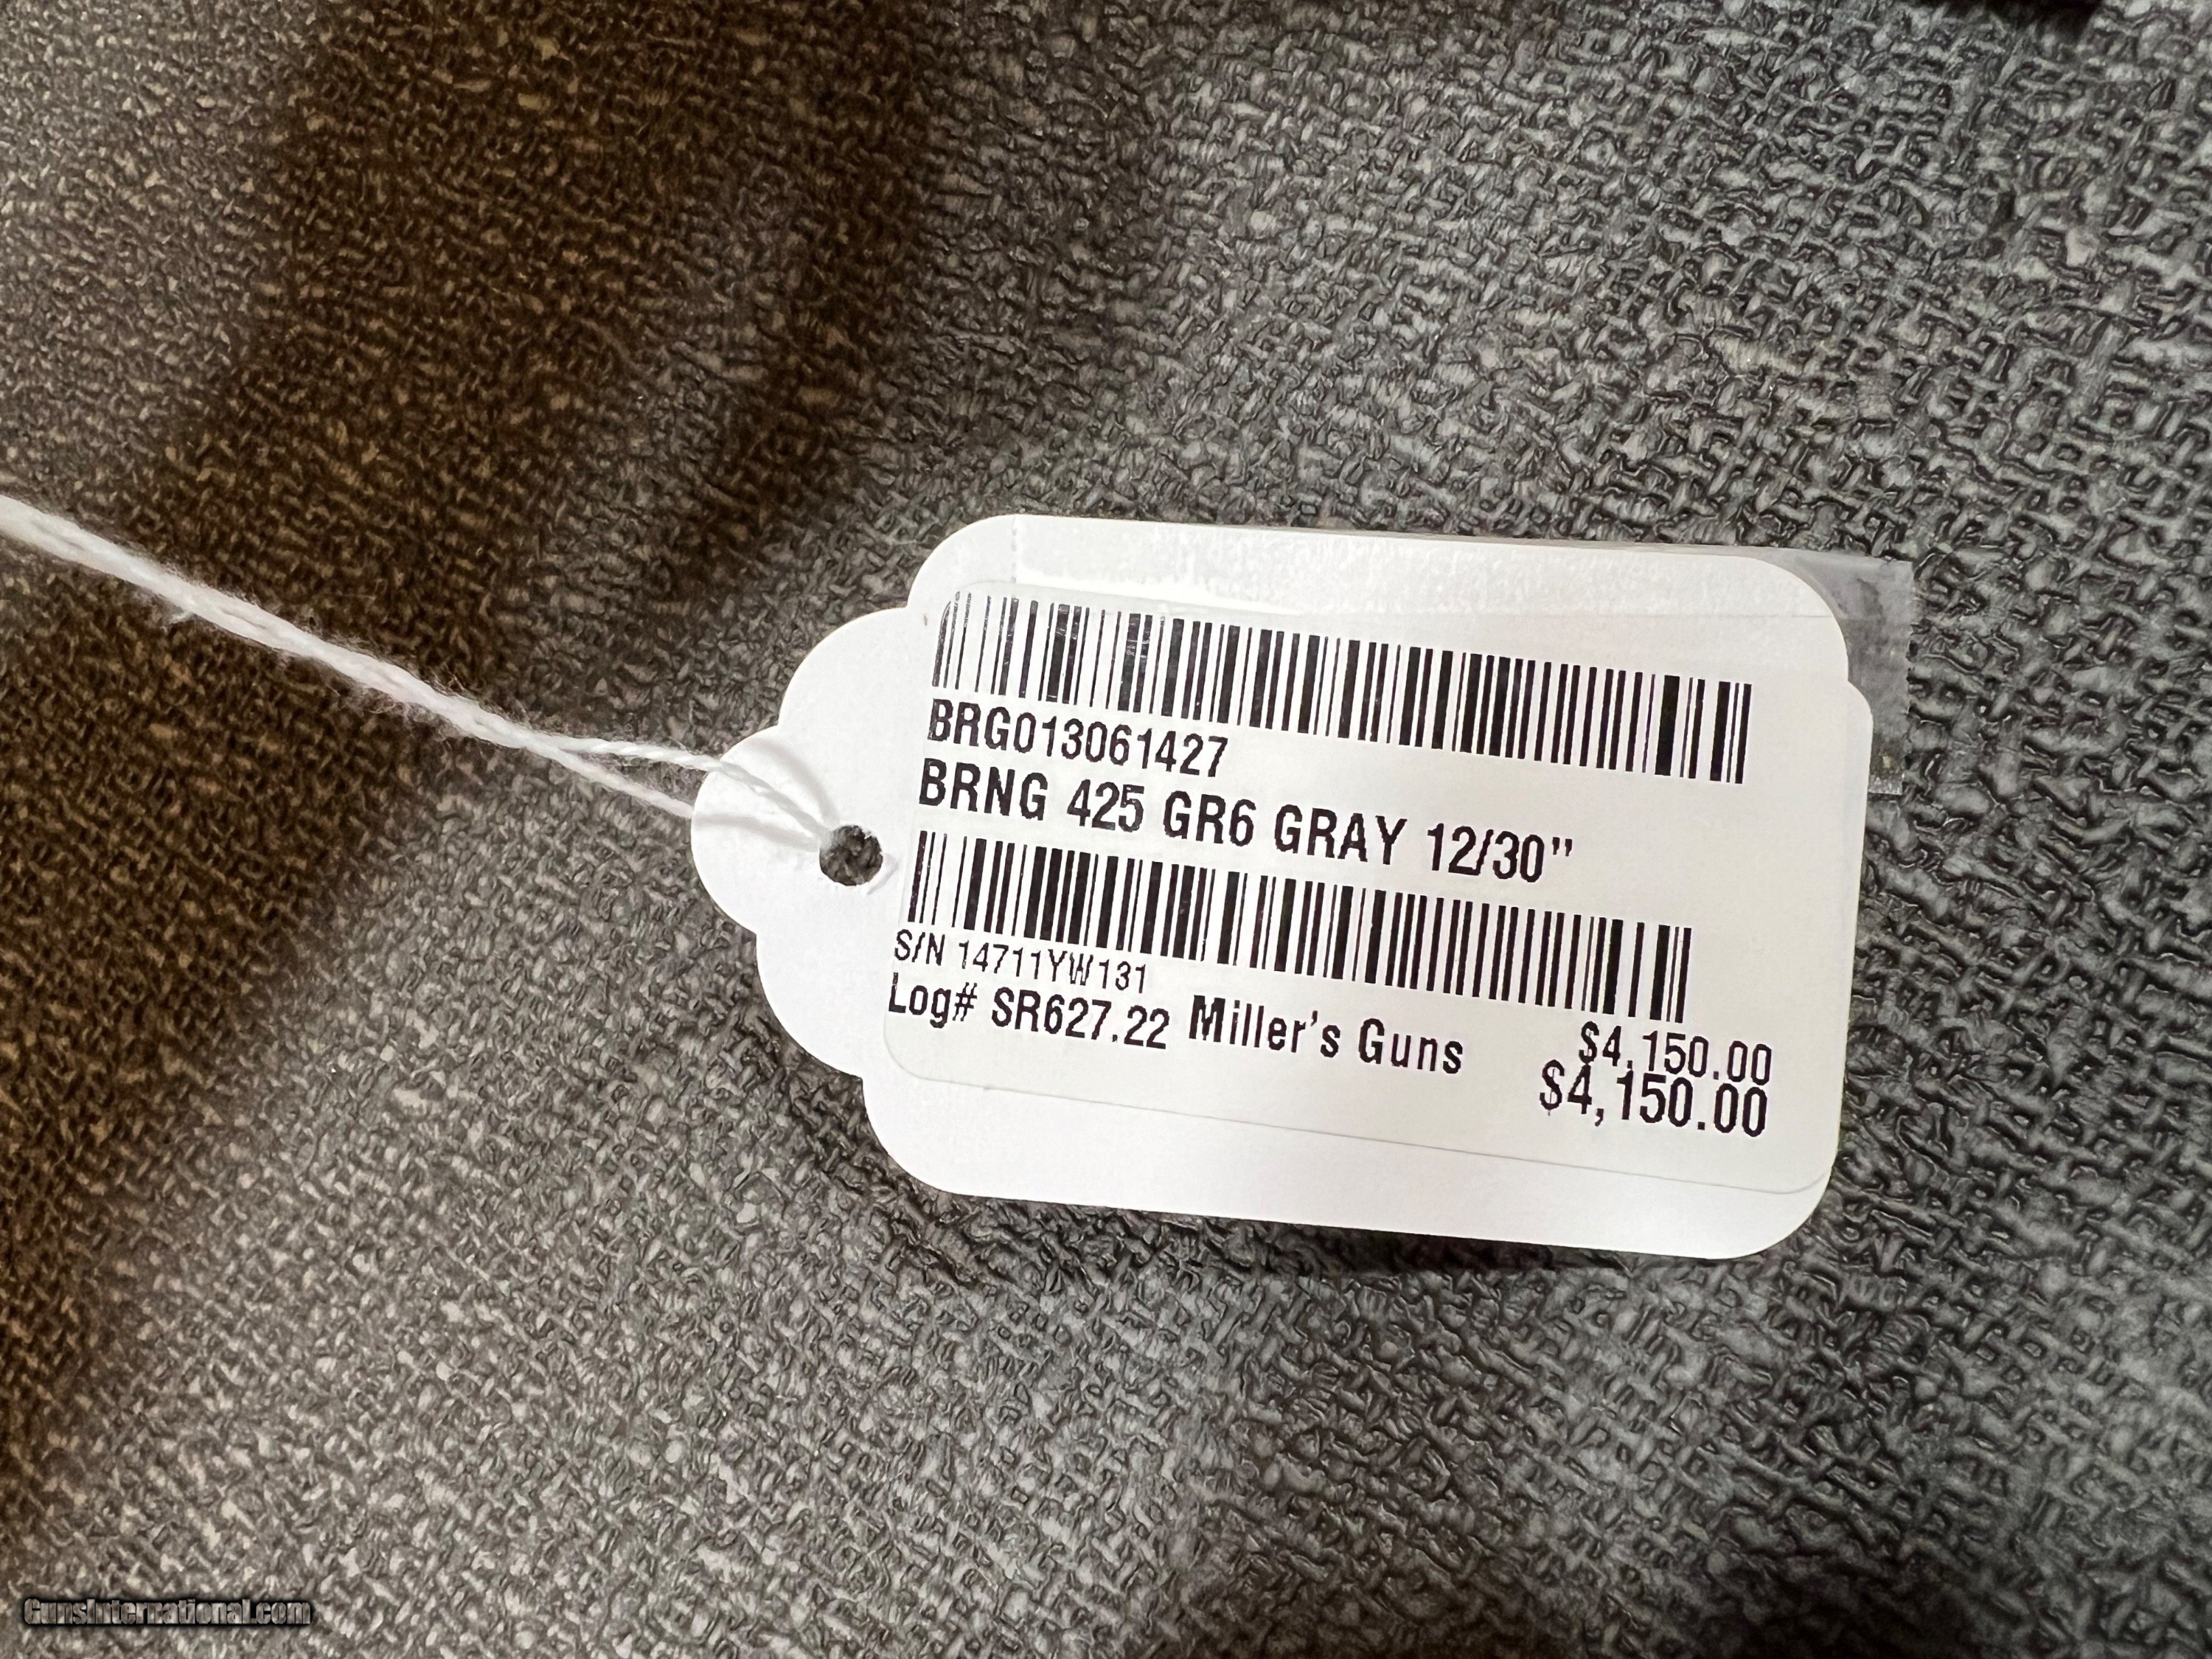 BRG013061427
BRNG 425 GR6 GRAY 12/30"
S/N 14711YW131
Log# SR627.22 Miller's Guns $4,150.00
$4,150.00
GunsInternational.com